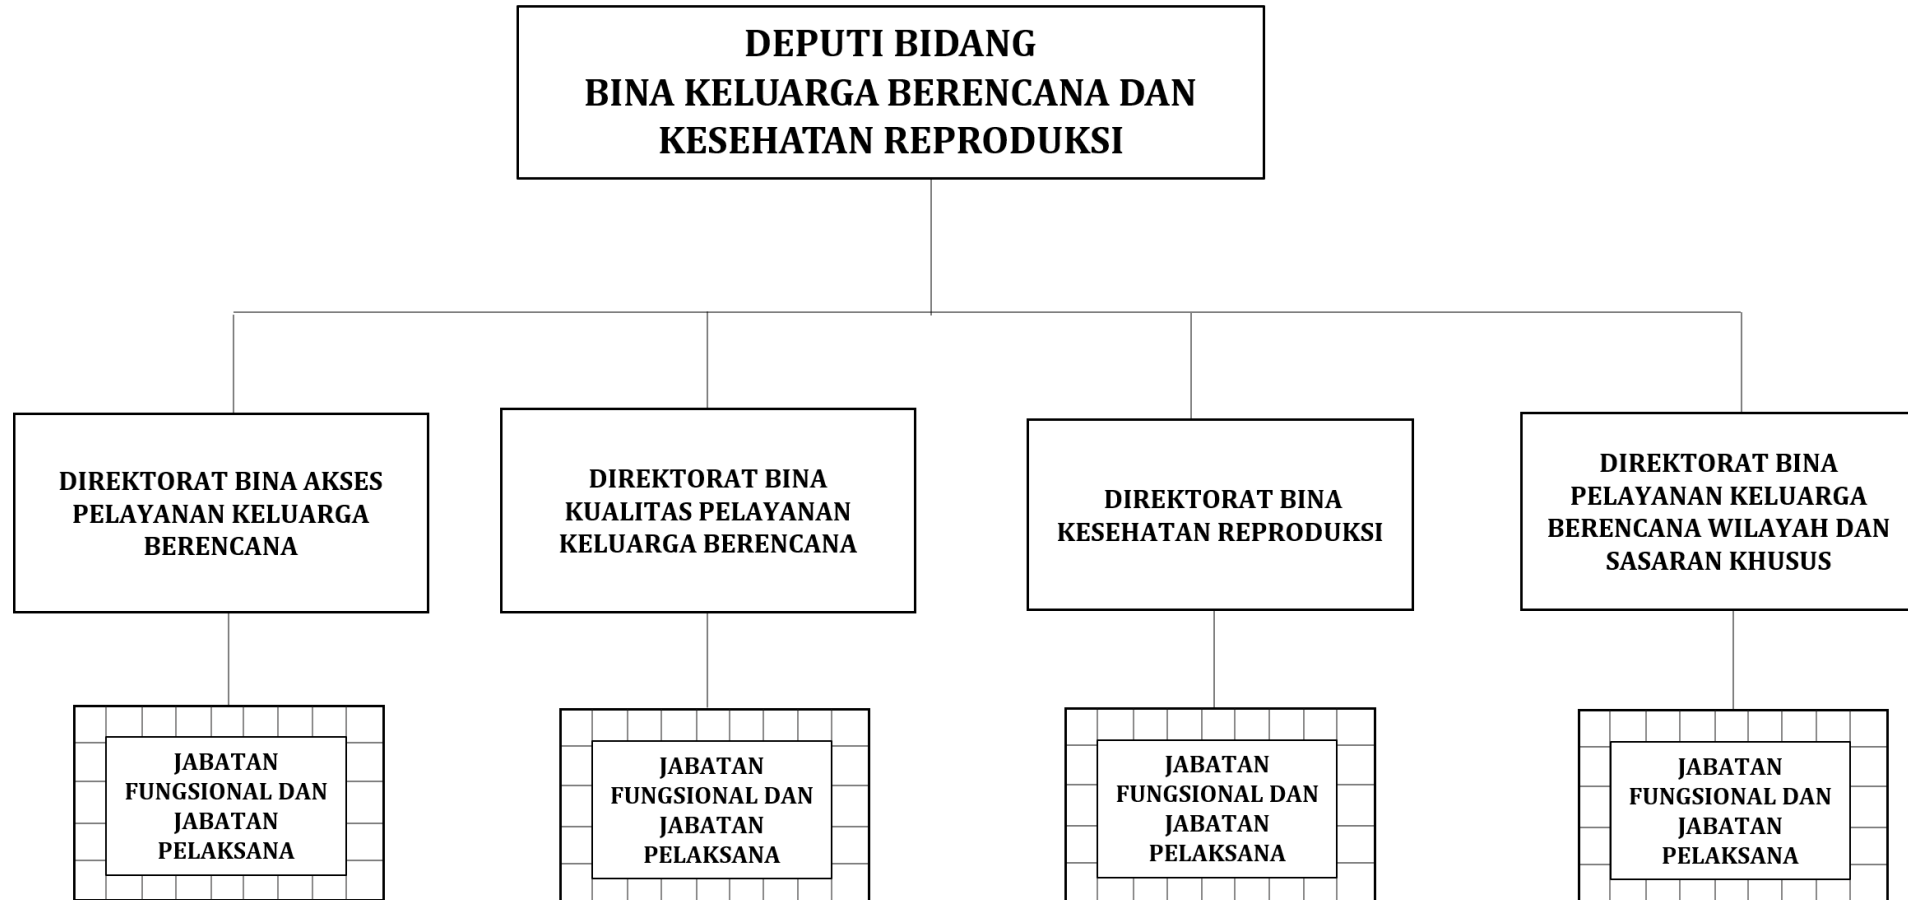 DEPUTI BIDANG
BINA KELUARGA BERENCANA DAN
KESEHATAN REPRODUKSI
DIREKTORAT BINA AKSES
PELAYANAN KELUARGA
BERENCANA
DIREKTORAT BINA
KUALITAS PELAYANAN
KELUARGA BERENCANA
DIREKTORAT BINA
KESEHATAN REPRODUKSI
DIREKTORAT BINA
PELAYANAN KELUARGA
BERENCANA WILAYAH DAN
SASARAN KHUSUS
JABATAN
FUNGSIONAL DAN
JABATAN
PELAKSANA
JABATAN
FUNGSIONAL DAN
JABATAN
PELAKSANA
JABATAN
FUNGSIONAL DAN
JABATAN
PELAKSANA
JABATAN
FUNGSIONAL DAN
JABATAN
PELAKSANA